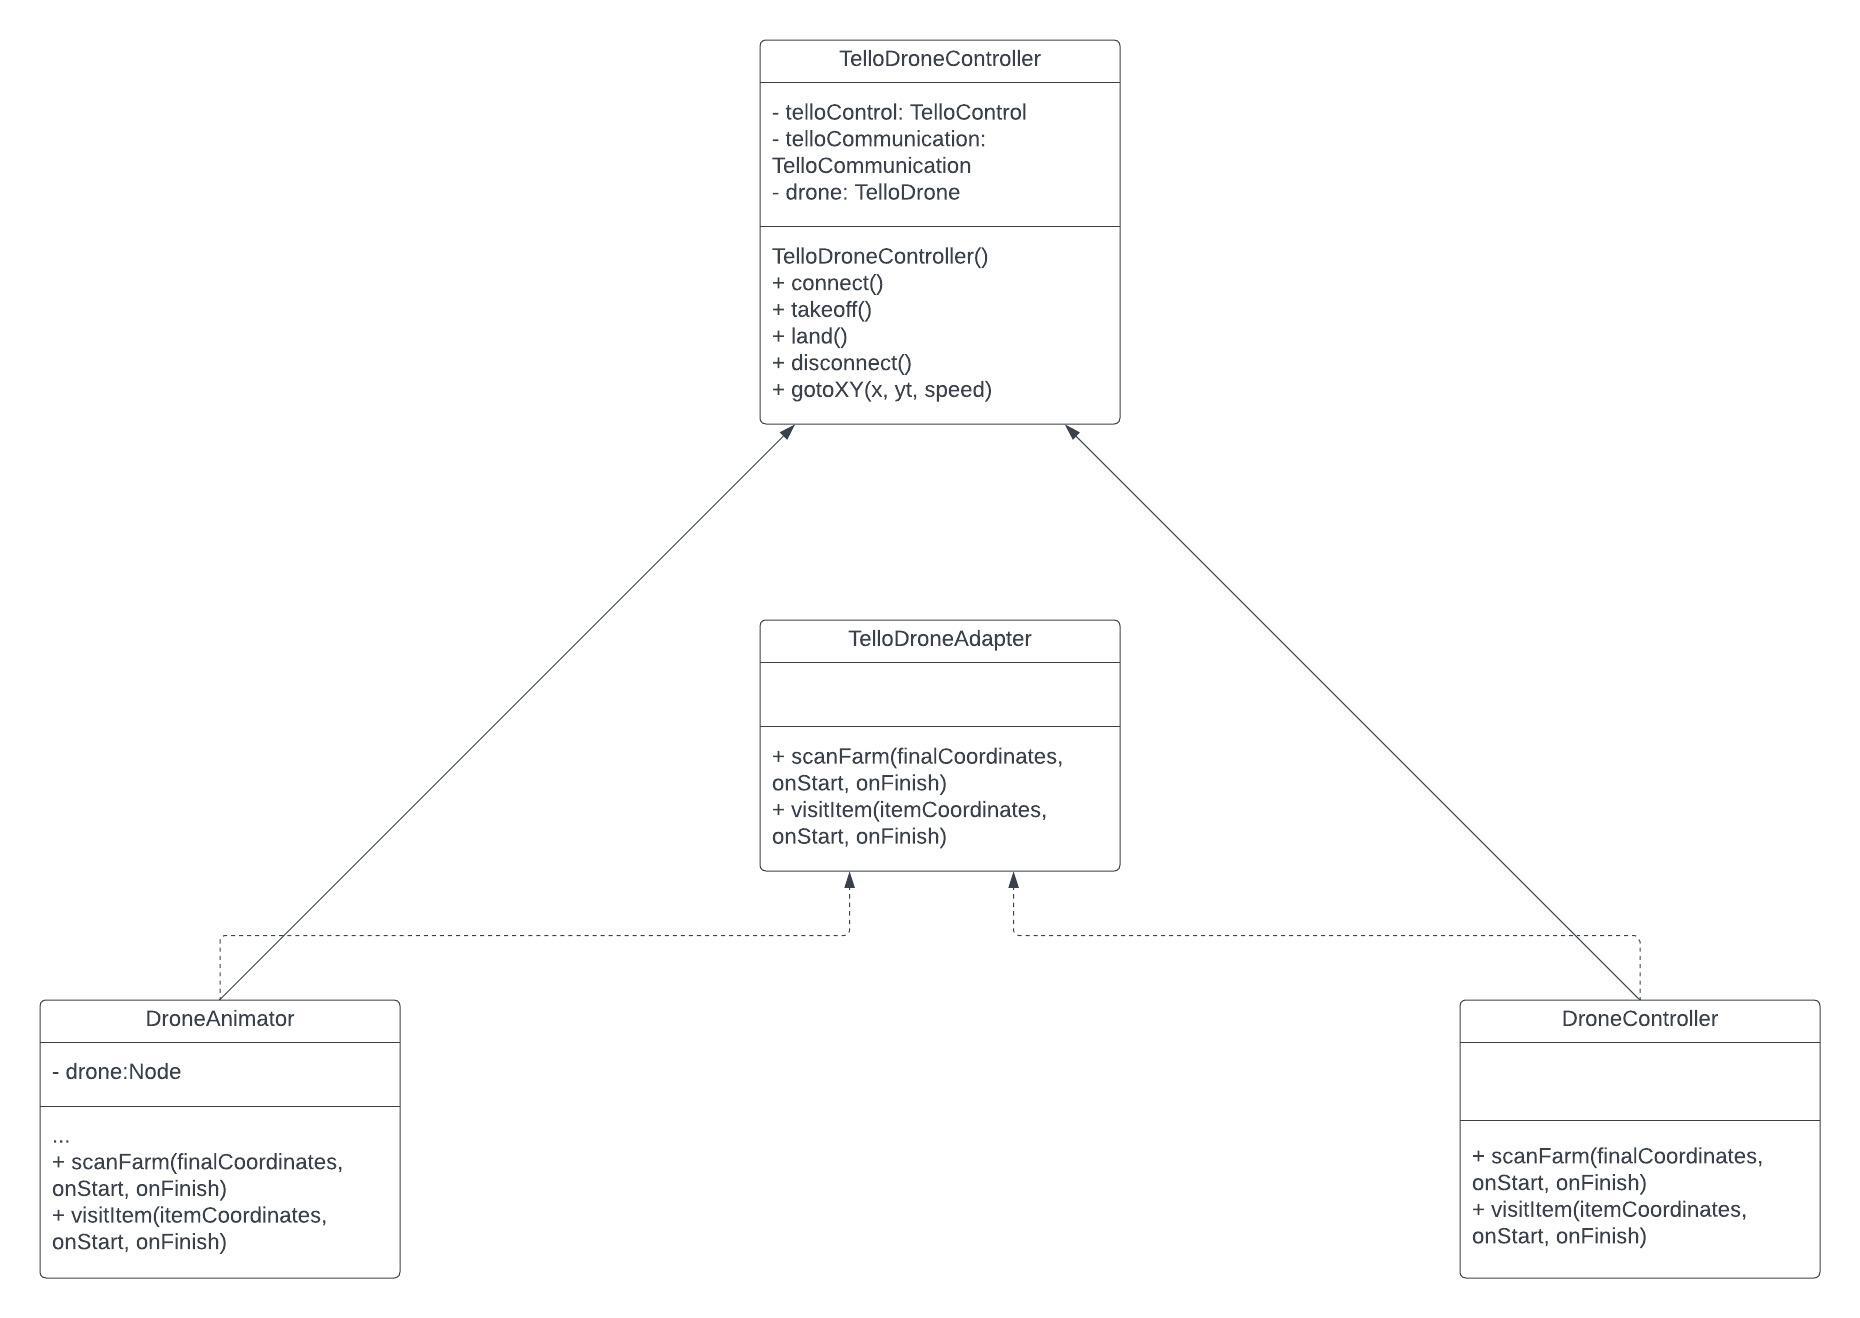 TelloDroneController
- telloControl: TelloControl
- telloCommunication:
TelloCommunication
- drone: TelloDrone
TelloDroneController()
+ connect()
+ takeoff()
+ land()
+ disconnect()
+ gotoXY(x, yt, speed)
TelloDroneAdapter
+ scanFarm(finalCoordinates,
onStart, onFinish)
+ visitItem(itemCoordinates,
onStart, onFinish)
DroneAnimator
- drone:Node
...
+ scanFarm(finalCoordinates,
onStart, onFinish)
+ visitItem(itemCoordinates,
onStart, onFinish)
DroneController
+ scanFarm(finalCoordinates,
onStart, onFinish)
+ visitItem(itemCoordinates,
onStart, onFinish)